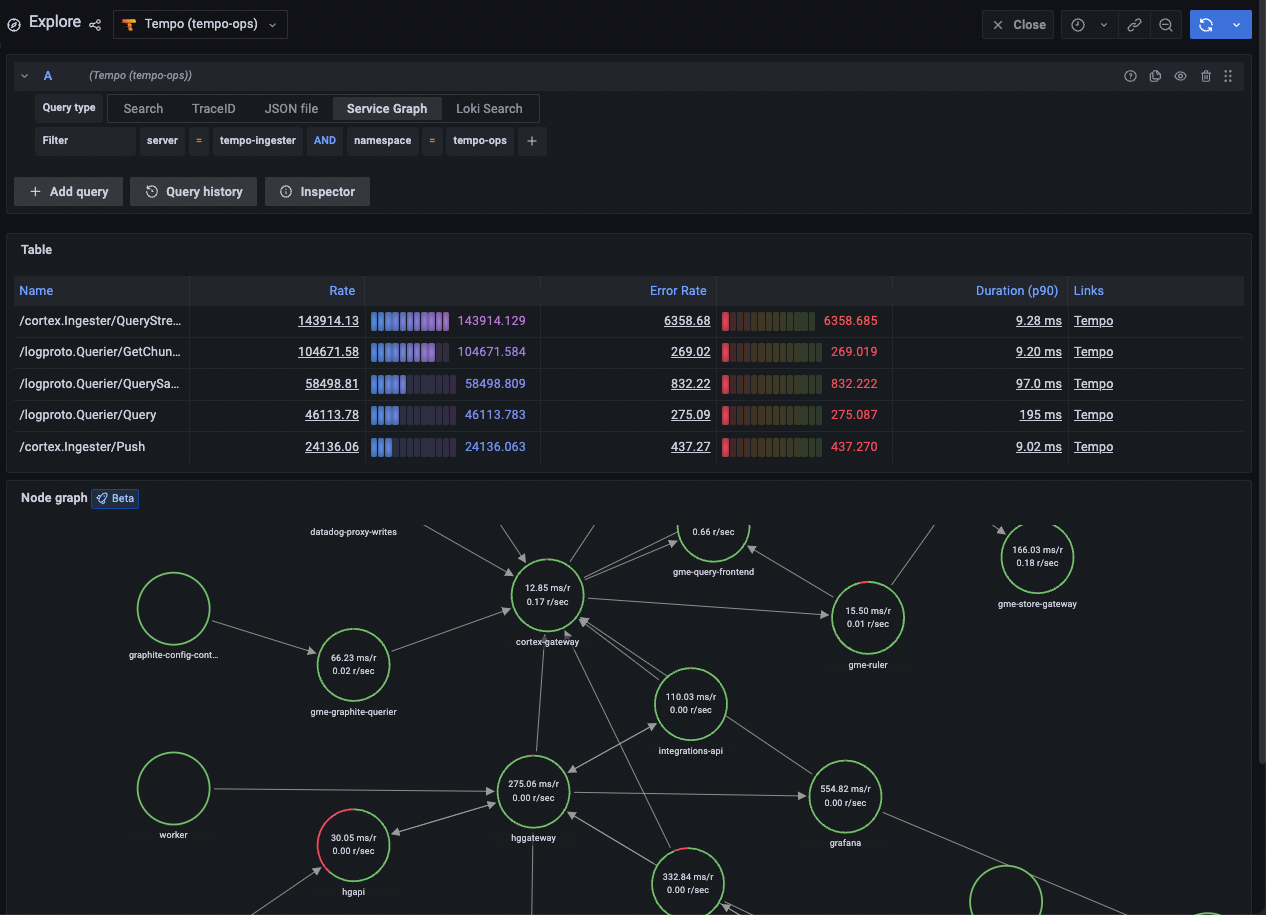 Explore
Tempo (tempo-ops)
Close
A (Tempo (tempo-ops))
Query type Search TraceID JSON file Service Graph Loki Search
Filter server = tempo-ingester AND namespace = tempo-ops +
+ Add query Query history Inspector
Table
Name Rate Error Rate Duration (p90) Links
/cortex.Ingester/QueryStre... 143914.13 143914.129 6358.68 6358.685 9.28 ms Tempo
/logproto.Querier/GetChun... 104671.58 104671.584 269.02 269.019 9.20 ms Tempo
/logproto.Querier/QuerySa... 58498.81 58498.809 832.22 832.222 97.0 ms Tempo
/logproto.Querier/Query 46113.78 46113.783 275.09 275.087 195 ms Tempo
/cortex.Ingester/Push 24136.06 24136.063 437.27 437.270 9.02 ms Tempo
Node graph Beta
datadog-proxy-writes
0.66 r/sec
gme-query-frontend
166.03 ms/r
0.18 r/sec
gme-store-gateway
12.85 ms/r
0.17 r/sec
cortex-gateway
15.50 ms/r
0.01 r/sec
gme-ruler
graphite-config-cont...
66.23 ms/r
0.02 r/sec
gme-graphite-querier
110.03 ms/r
0.00 r/sec
integrations-api
275.06 ms/r
0.00 r/sec
hggateway
554.82 ms/r
0.00 r/sec
grafana
worker
30.05 ms/r
0.00 r/sec
hgapi
332.84 ms/r
0.00 r/sec